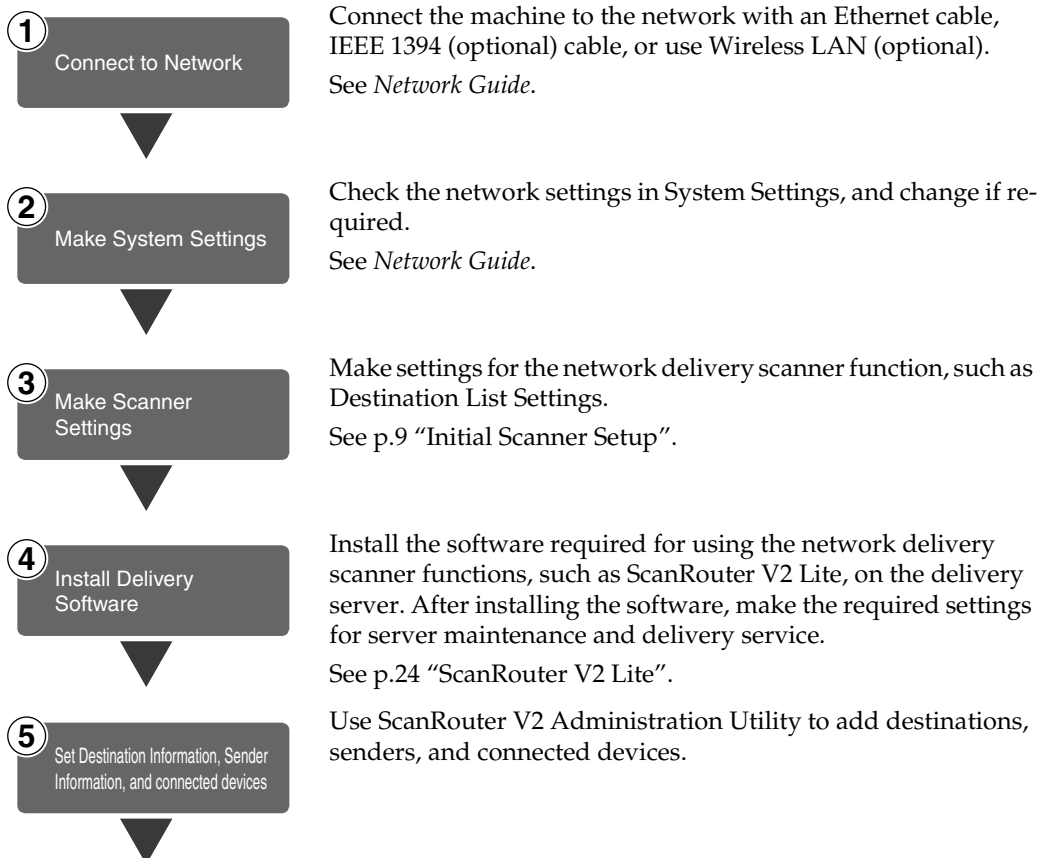 1
Connect to Network
Connect the machine to the network with an Ethernet cable,
IEEE 1394 (optional) cable, or use Wireless LAN (optional).
See Network Guide.
2
Make System Settings
Check the network settings in System Settings, and change if re-
quired.
See Network Guide.
3
Make Scanner
Settings
Make settings for the network delivery scanner function, such as
Destination List Settings.
See p.9 “Initial Scanner Setup”.
4
Install Delivery
Software
Install the software required for using the network delivery
scanner functions, such as ScanRouter V2 Lite, on the delivery
server. After installing the software, make the required settings
for server maintenance and delivery service.
See p.24 “ScanRouter V2 Lite”.
5
Set Destination Information, Sender
Information, and connected devices
Use ScanRouter V2 Administration Utility to add destinations,
senders, and connected devices.